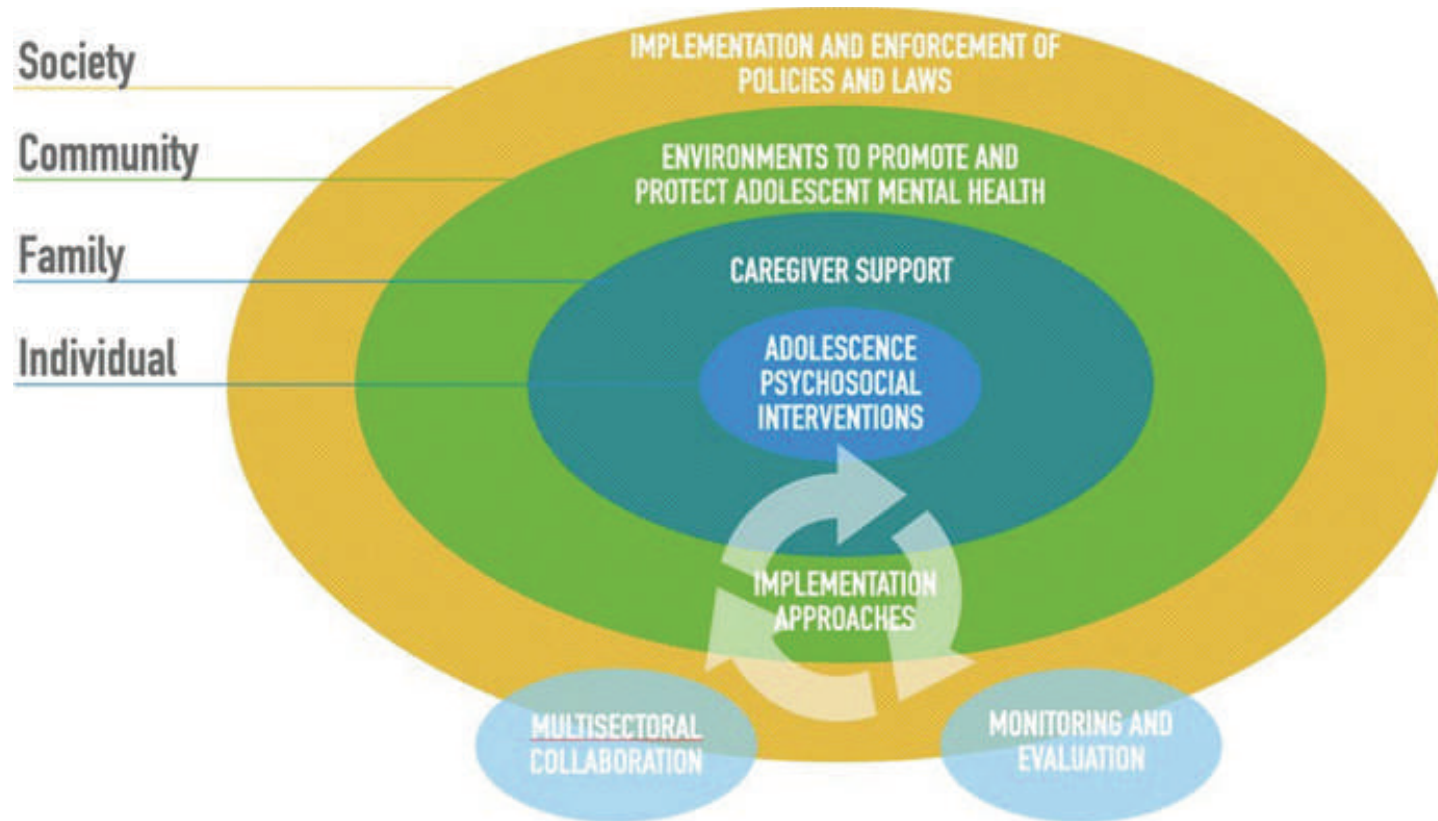 Society
IMPLEMENTATION AND ENFORCEMENT OF
POLICIES AND LAWS
Community
ENVIRONMENTS TO PROMOTE AND
PROTECT ADOLESCENT MENTAL HEALTH
Family
CAREGIVER SUPPORT
Individual
ADOLESCENCE
PSYCHOSOCIAL
INTERVENTIONS
IMPLEMENTATION
APPROACHES
MULTISECTORAL
COLLABORATION
MONITORING AND
EVALUATION